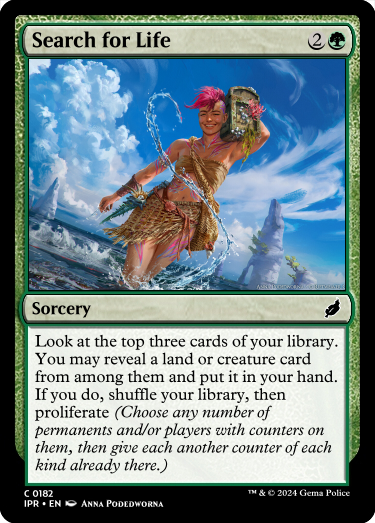 Search for Life 2
Sorcery
Look at the top three cards of your library.
You may reveal a land or creature card
from among them and put it in your hand.
If you do, shuffle your library, then
proliferate (Choose any number of
permanents and/or players with counters on
them, then give each another counter of each
kind already there.)
C 0182
IPR • EN Anna Podedworna
™ & © 2024 Gema Police